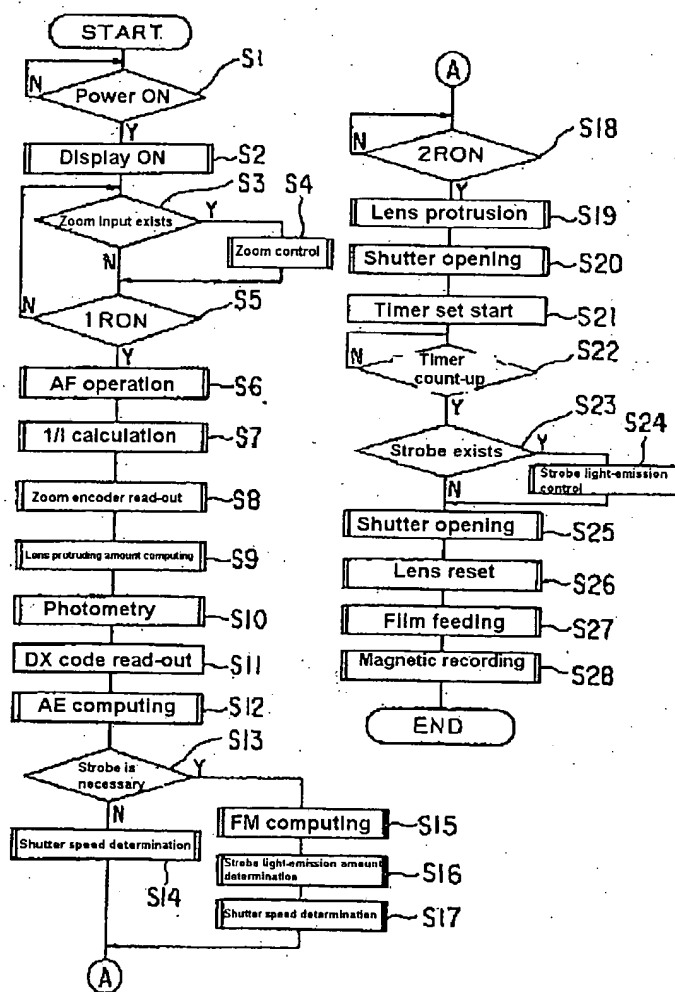 START
S1
N
Power ON
Y
Display ON
S2
S3
S4
Zoom Input exists
Y
Zoom control
N
S5
N
1RON
Y
AF operation
S6
1/l calculation
S7
Zoom encoder read-out
S8
Lens protruding amount computing
S9
Photometry
S10
DX code read-out
S11
AE computing
S12
S13
Strobe is
necessary
Y
N
Shutter speed determination
S14
FM computing
S15
Strobe light-emission amount
determination
S16
Shutter speed determination
S17
A
A
S18
N
2RON
Y
Lens protrusion
S19
Shutter opening
S20
Timer set start
S21
N
Timer
count-up
S22
Y
S23
S24
Strobe exists
Y
Strobe light-emission
control
N
Shutter opening
S25
Lens reset
S26
Film feeding
S27
Magnetic recording
S28
END